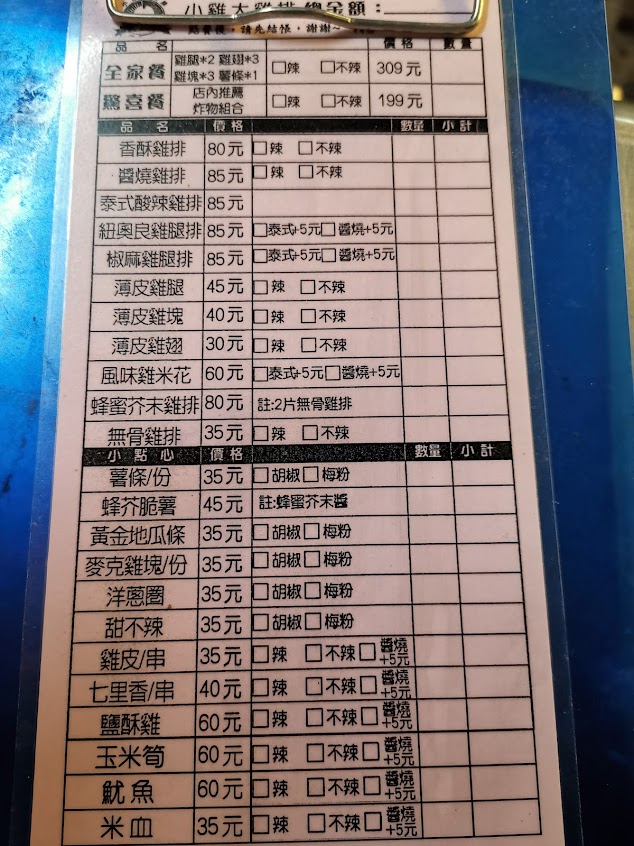 小雞大雞排 總金額：
點餐後，請先結帳，謝謝~
品 名 價 格 數 量
全家餐 雞腿*2 雞翅*3 雞塊*3 薯條*1 □辣 □不辣 309元
驚喜餐 店內推薦 炸物組合 □辣 □不辣 199元
品 名 價 格 數量 小 計
香酥雞排 80元 □辣 □不辣
醬燒雞排 85元 □辣 □不辣
泰式酸辣雞排 85元
紐奧良雞腿排 85元 □泰式+5元□醬燒+5元
椒麻雞腿排 85元 □泰式+5元□醬燒+5元
薄皮雞腿 45元 □辣 □不辣
薄皮雞塊 40元 □辣 □不辣
薄皮雞翅 30元 □辣 □不辣
風味雞米花 60元 □泰式+5元□醬燒+5元
蜂蜜芥末雞排 80元 註:2片無骨雞排
無骨雞排 35元 □辣 □不辣
小 點 心 價 格 數量 小 計
薯條/份 35元 □胡椒□梅粉
蜂芥脆薯 45元 註:蜂蜜芥末醬
黃金地瓜條 35元 □胡椒□梅粉
麥克雞塊/份 35元 □胡椒□梅粉
洋蔥圈 35元 □胡椒□梅粉
甜不辣 35元 □胡椒□梅粉
雞皮/串 35元 □辣 □不辣□醬燒+5元
七里香/串 40元 □辣 □不辣□醬燒+5元
鹽酥雞 60元 □辣 □不辣□醬燒+5元
玉米筍 60元 □辣 □不辣□醬燒+5元
魷魚 60元 □辣 □不辣□醬燒+5元
米血 35元 □辣 □不辣□醬燒+5元